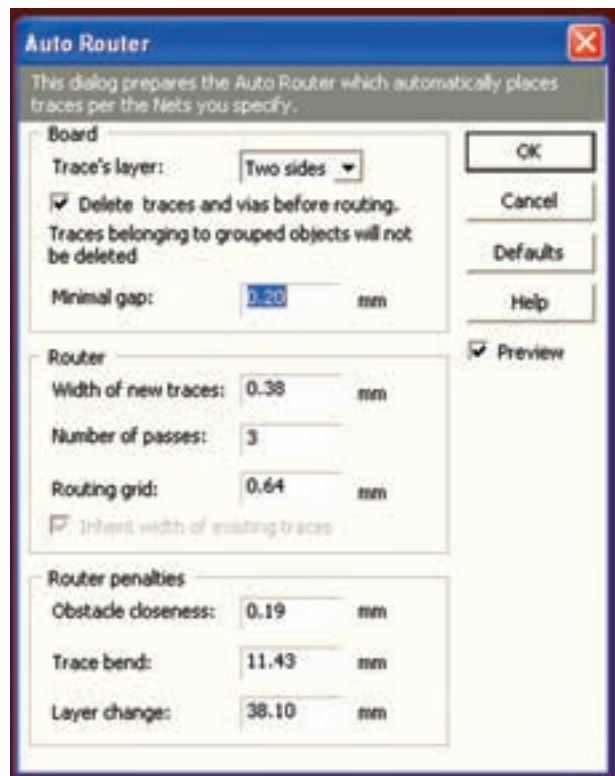 Auto Router
This dialog prepares the Auto Router which automatically places
traces per the Nets you specify.
Board
Trace's layer: Two sides
Delete traces and vias before routing.
Traces belonging to grouped objects will not
be deleted
Minimal gap: 0.20 mm
OK
Cancel
Defaults
Help
Preview
Router
Width of new traces: 0.38 mm
Number of passes: 3
Routing grid: 0.64 mm
Inherit width of existing traces
Router penalties
Obstacle closeness: 0.19 mm
Trace bend: 11.43 mm
Layer change: 38.10 mm